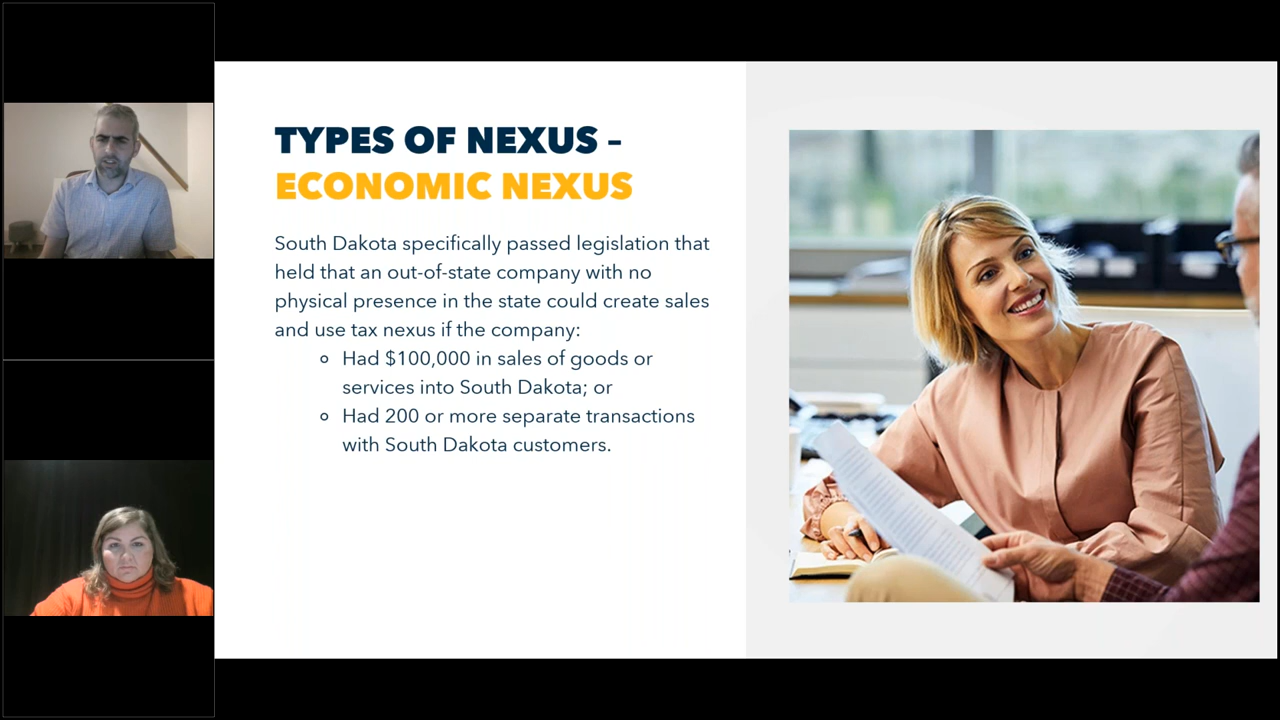 TYPES OF NEXUS –
ECONOMIC NEXUS
South Dakota specifically passed legislation that
held that an out-of-state company with no
physical presence in the state could create sales
and use tax nexus if the company:
Had $100,000 in sales of goods or
services into South Dakota; or
Had 200 or more separate transactions
with South Dakota customers.